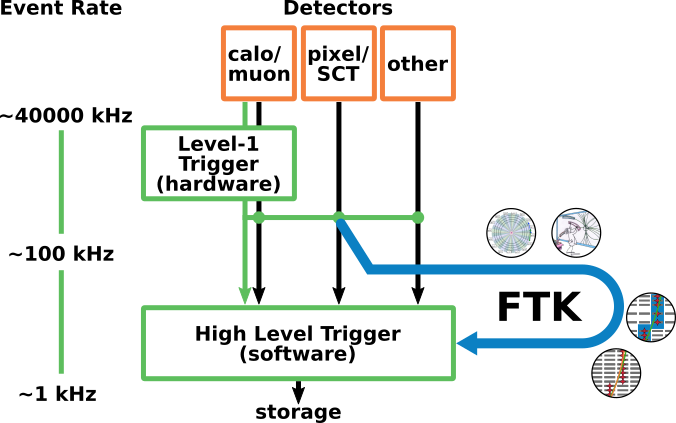 Event Rate
Detectors
calo/
muon
pixel/
SCT
other
~40000 kHz
Level-1
Trigger
(hardware)
~100 kHz
FTK
High Level Trigger
(software)
~1 kHz
storage